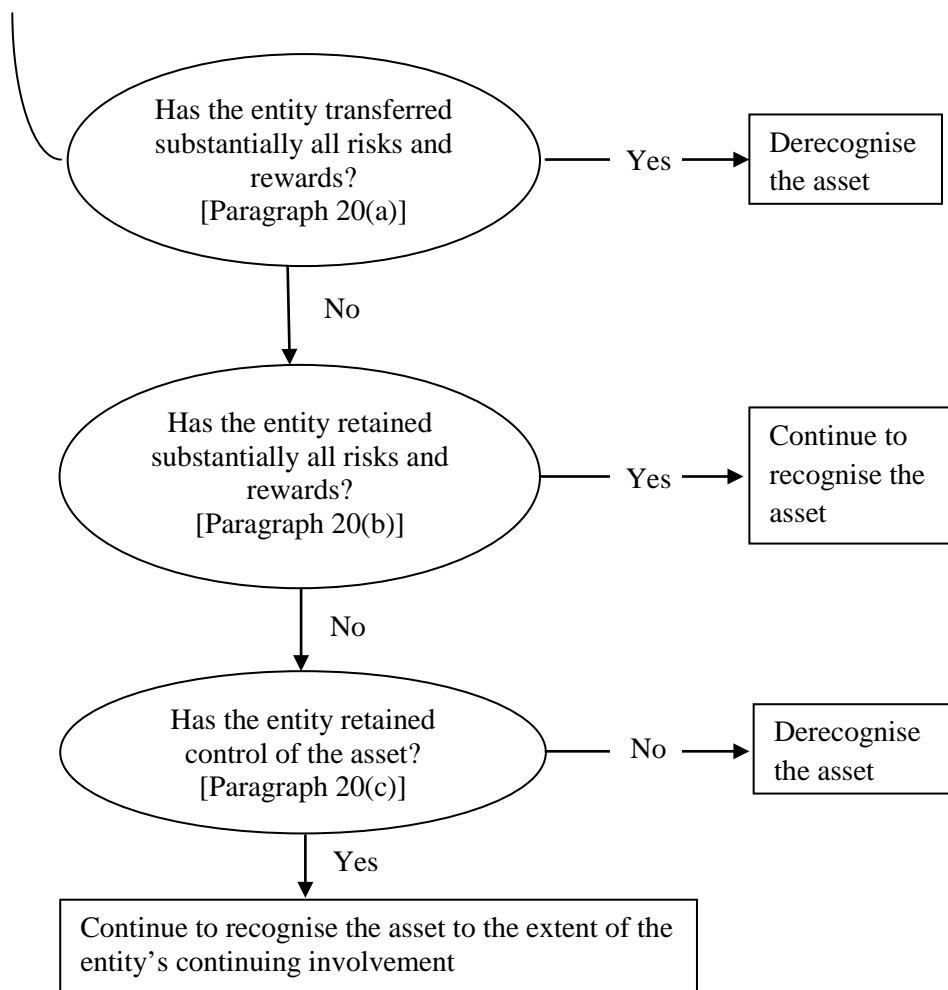 Has the entity transferred
substantially all risks and
rewards?
[Paragraph 20(a)]
Yes
Derecognise
the asset
No
Has the entity retained
substantially all risks and
rewards?
[Paragraph 20(b)]
Yes
Continue to
recognise the
asset
No
Has the entity retained
control of the asset?
[Paragraph 20(c)]
No
Derecognise
the asset
Yes
Continue to recognise the asset to the extent of the
entity’s continuing involvement